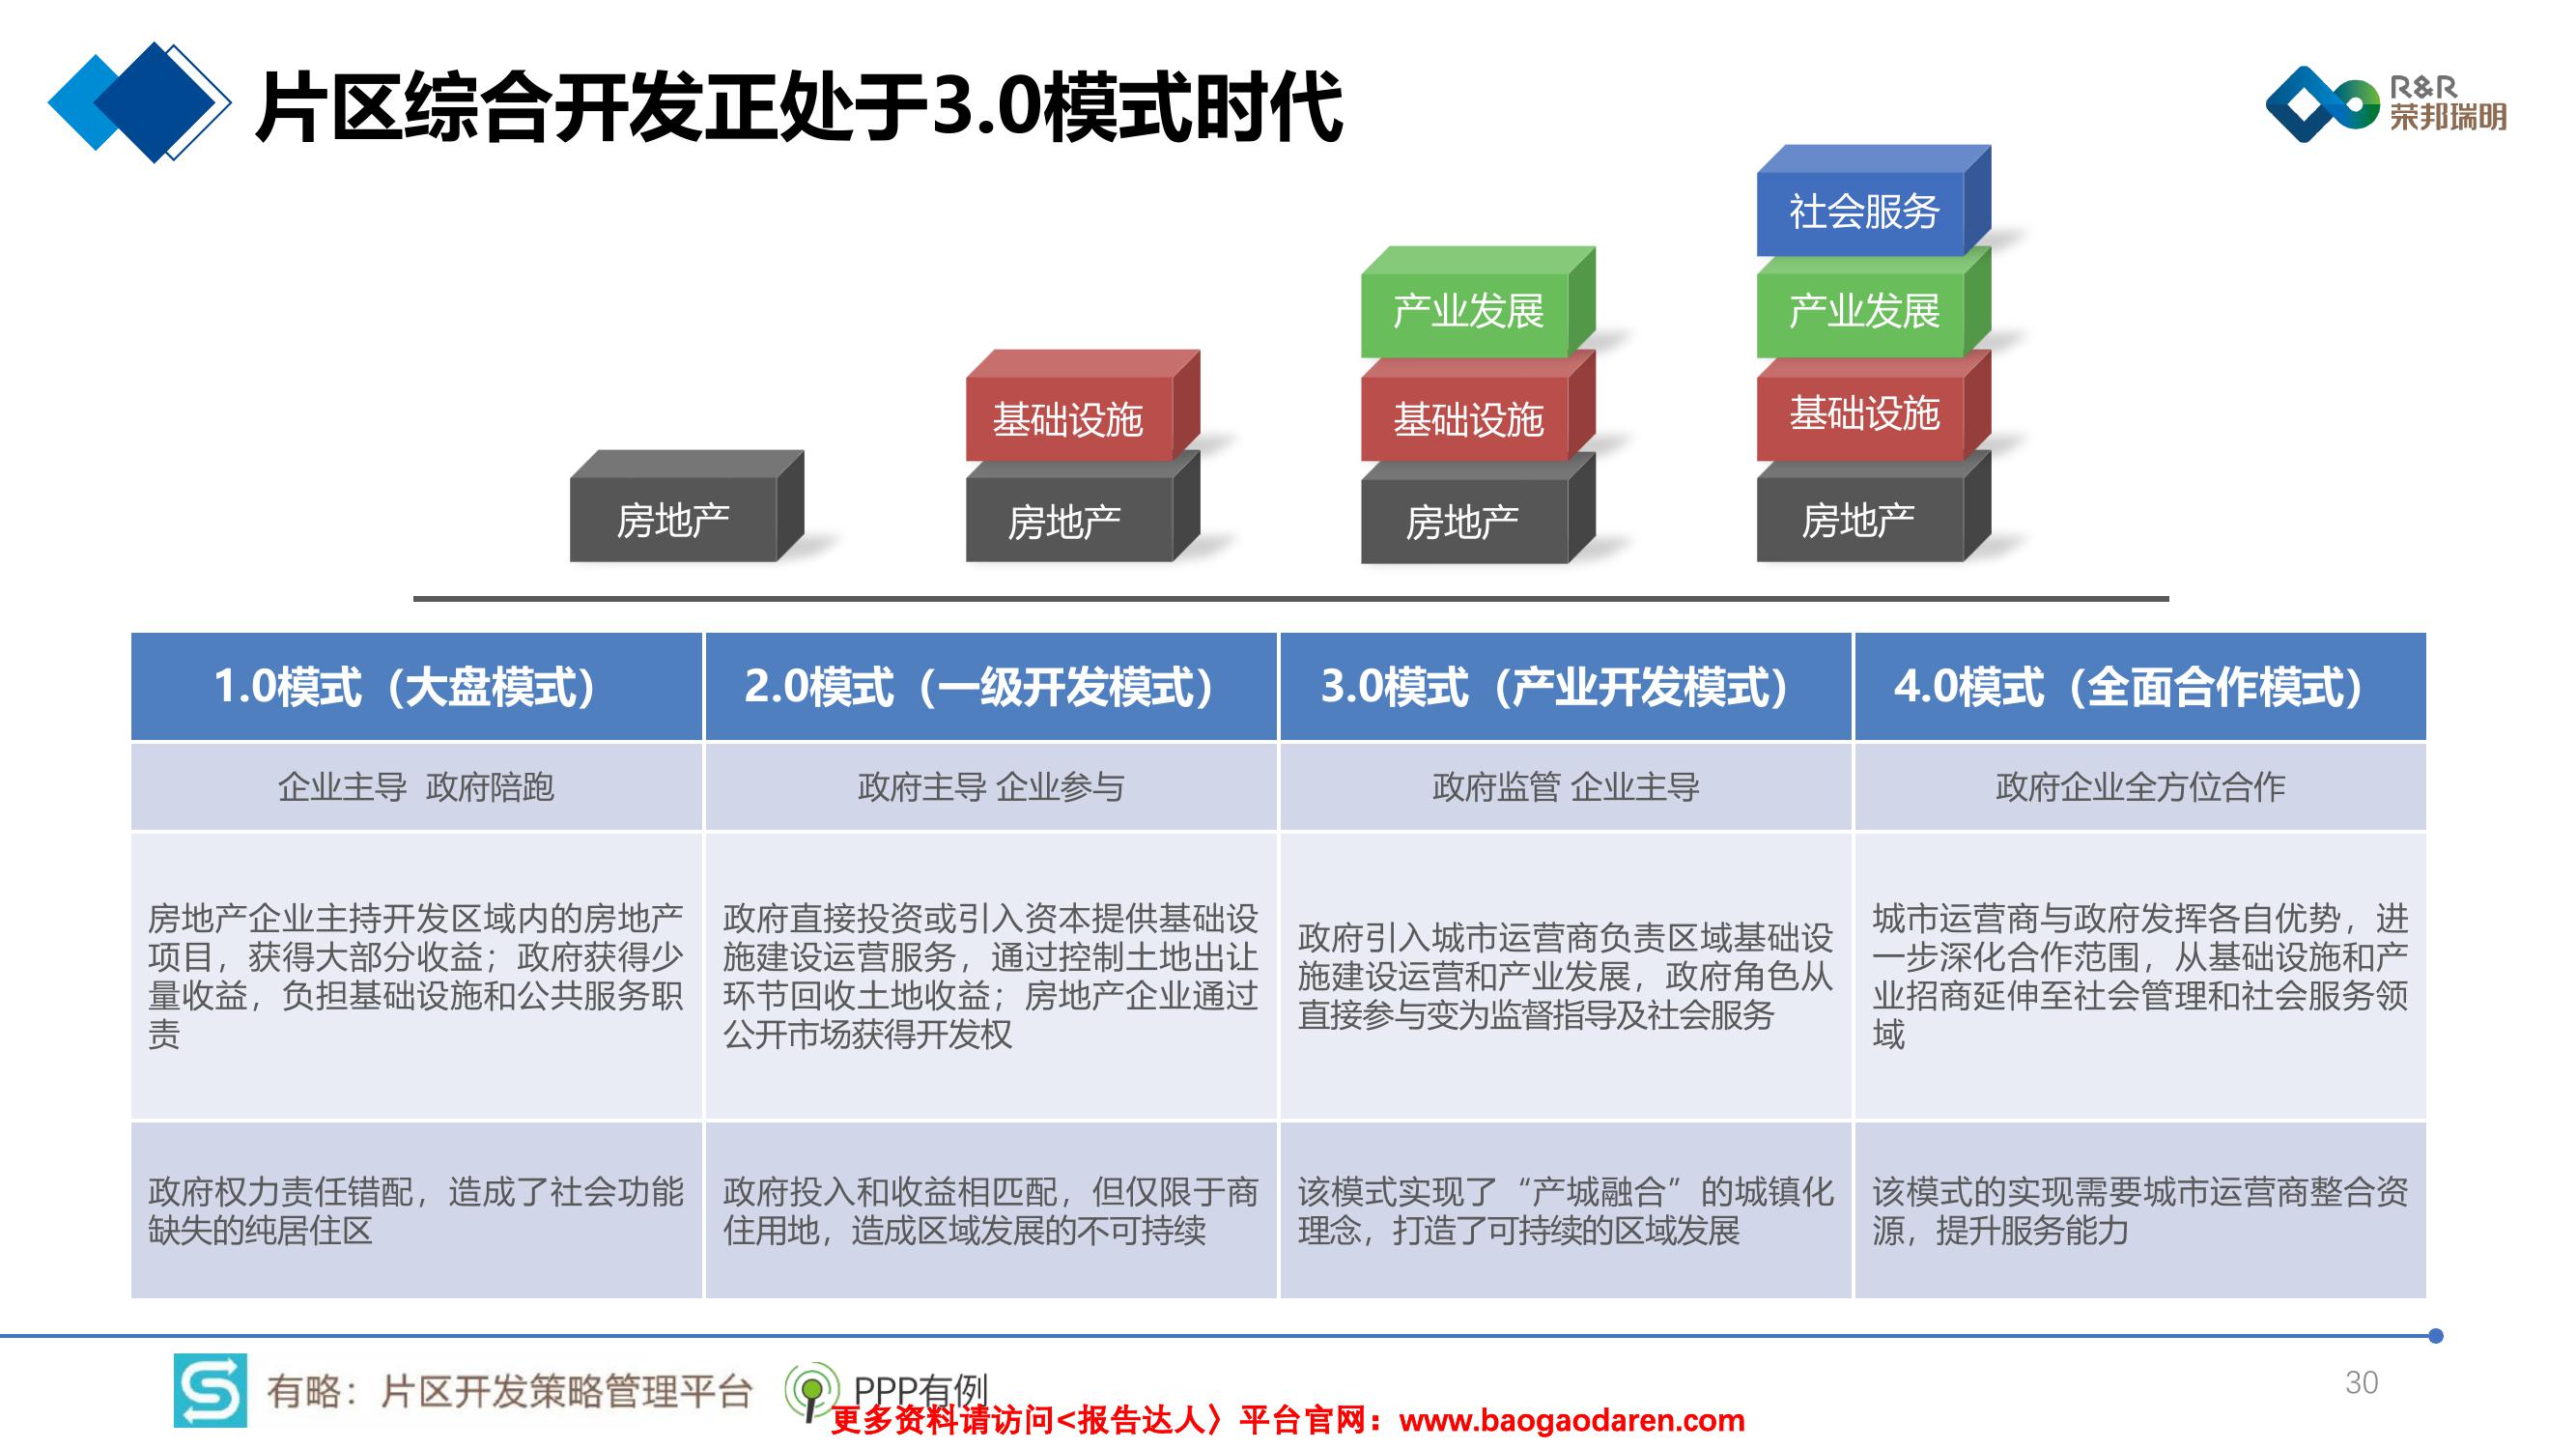 片区综合开发正处于3.0模式时代
R&R
荣邦瑞明
社会服务
产业发展
产业发展
基础设施
基础设施
基础设施
房地产
房地产
房地产
房地产
1.0模式（大盘模式）
2.0模式（一级开发模式）
3.0模式（产业开发模式）
4.0模式（全面合作模式）
企业主导 政府陪跑
政府主导 企业参与
政府监管 企业主导
政府企业全方位合作
房地产企业主持开发区域内的房地产
项目，获得大部分收益；政府获得少
量收益，负担基础设施和公共服务职
责
政府直接投资或引入资本提供基础设
施建设运营服务，通过控制土地出让
环节回收土地收益；房地产企业通过
公开市场获得开发权
政府引入城市运营商负责区域基础设
施建设运营和产业发展，政府角色从
直接参与变为监督指导及社会服务
城市运营商与政府发挥各自优势，进
一步深化合作范围，从基础设施和产
业招商延伸至社会管理和社会服务领
域
政府权力责任错配，造成了社会功能
缺失的纯居住区
政府投入和收益相匹配，但仅限于商
住用地，造成区域发展的不可持续
该模式实现了“产城融合”的城镇化
理念，打造了可持续的区域发展
该模式的实现需要城市运营商整合资
源，提升服务能力
有略：片区开发策略管理平台
PPP有例
更多资料请访问<报告达人〉平台官网：www.baogaodaren.com
30